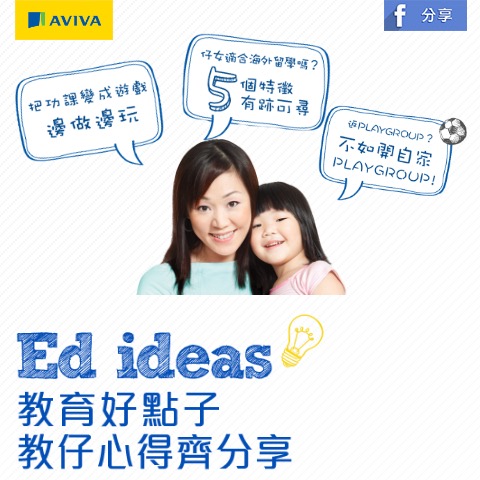 AVIVA
f 分享
仔女適合海外留學嗎？
5個特徵
有跡可尋
把功課變成遊戲
邊做邊玩
返PLAYGROUP？
不如開自家
PLAYGROUP!
Ed ideas
教育好點子
教仔心得齊分享